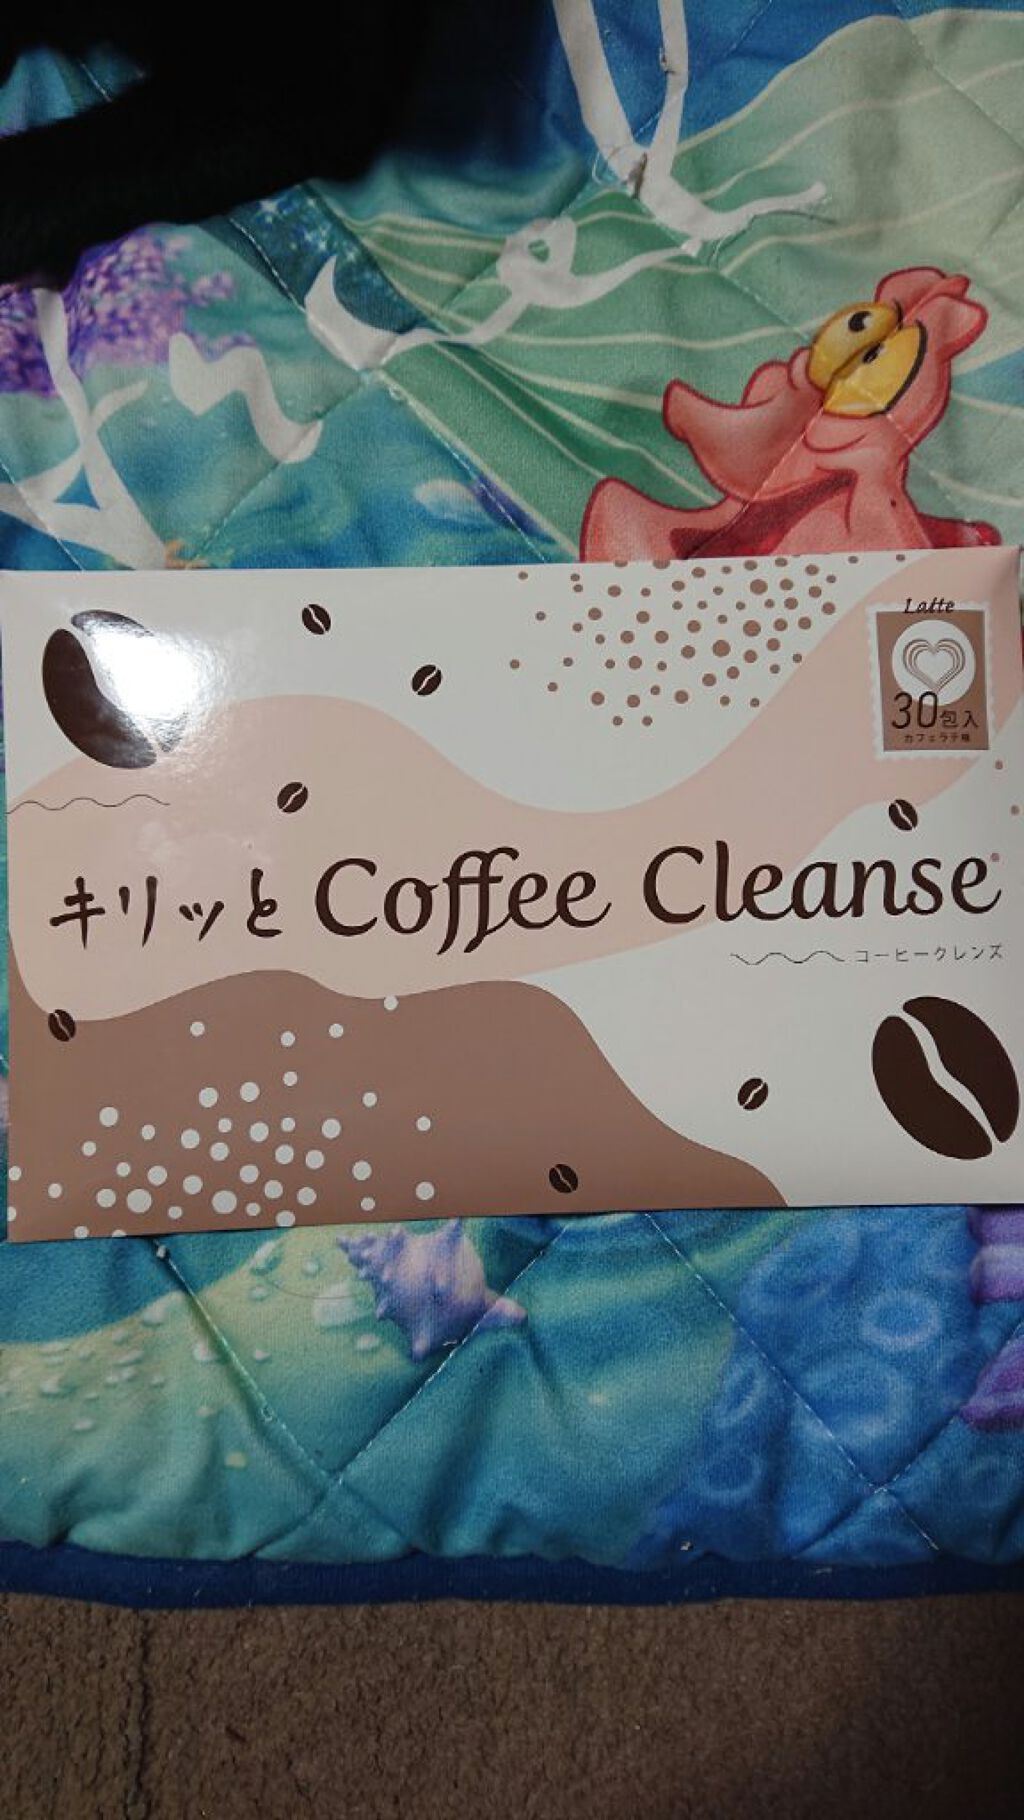 Latte
30包入
カフェラテ味
キリッと Coffee Cleanse
コーヒークレンズ